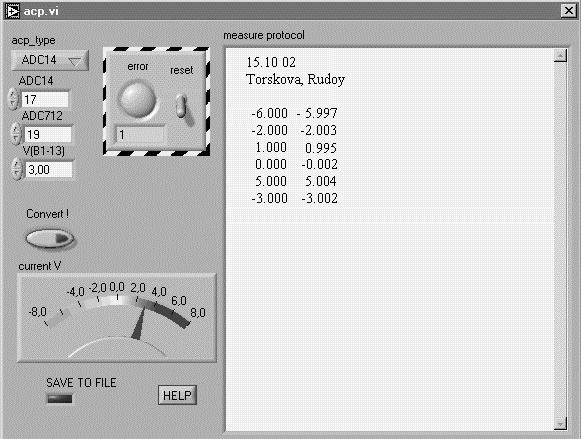 acp.vi
acp_type
ADC14
ADC14
17
ADC712
19
V(B1-13)
3,00
error
reset
1
Convert !
current V
-8,0 -4,0 -2,0 0,0 2,0 4,0 6,0 8,0
SAVE TO FILE
HELP
measure protocol
15.10 02
Torskova, Rudoy
-6.000 - 5.997
-2.000 -2.003
1.000 0.995
0.000 -0.002
5.000 5.004
-3.000 -3.002